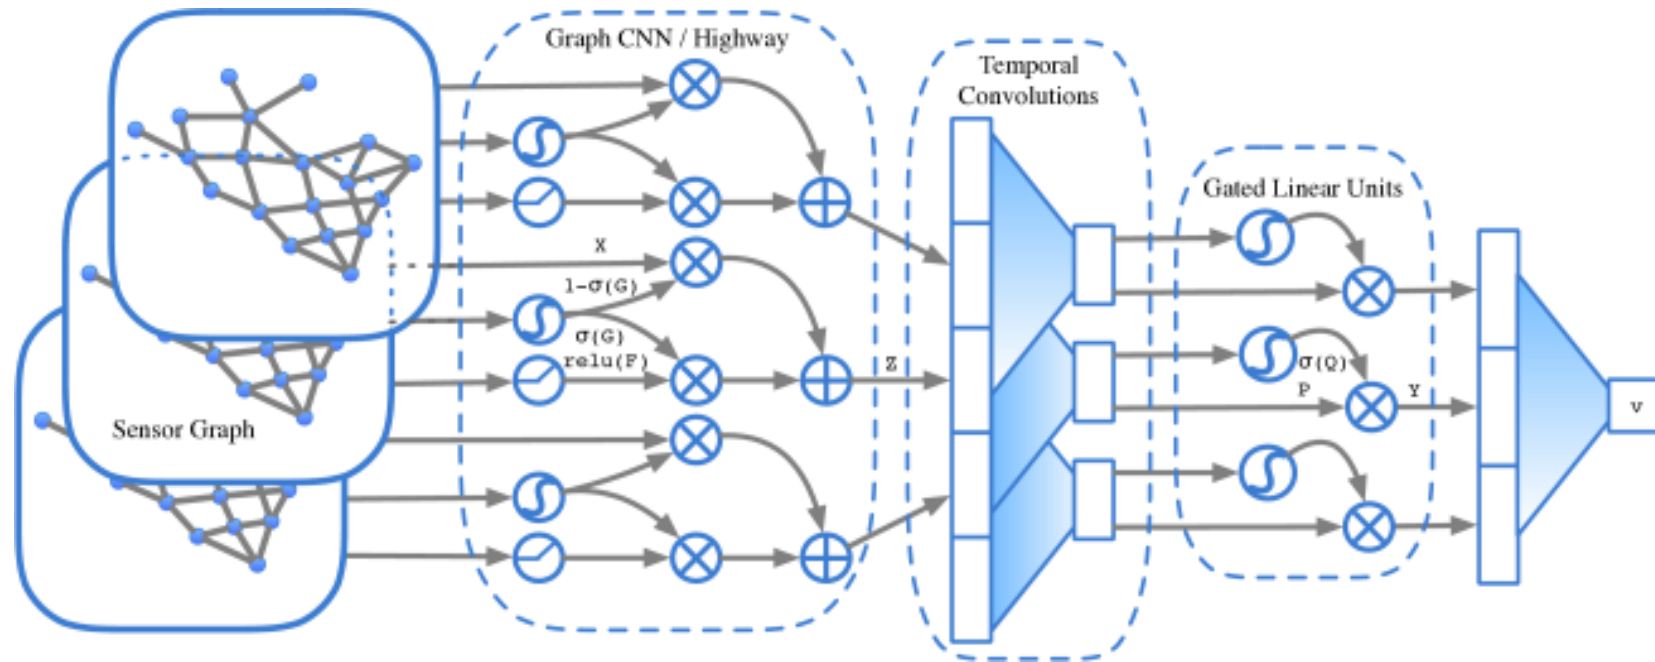 Graph CNN / Highway
Temporal
Convolutions
Gated Linear Units
Sensor Graph
X
1-σ(G)
σ(G)
relu(F)
Z
σ(Q)
P
Y
v